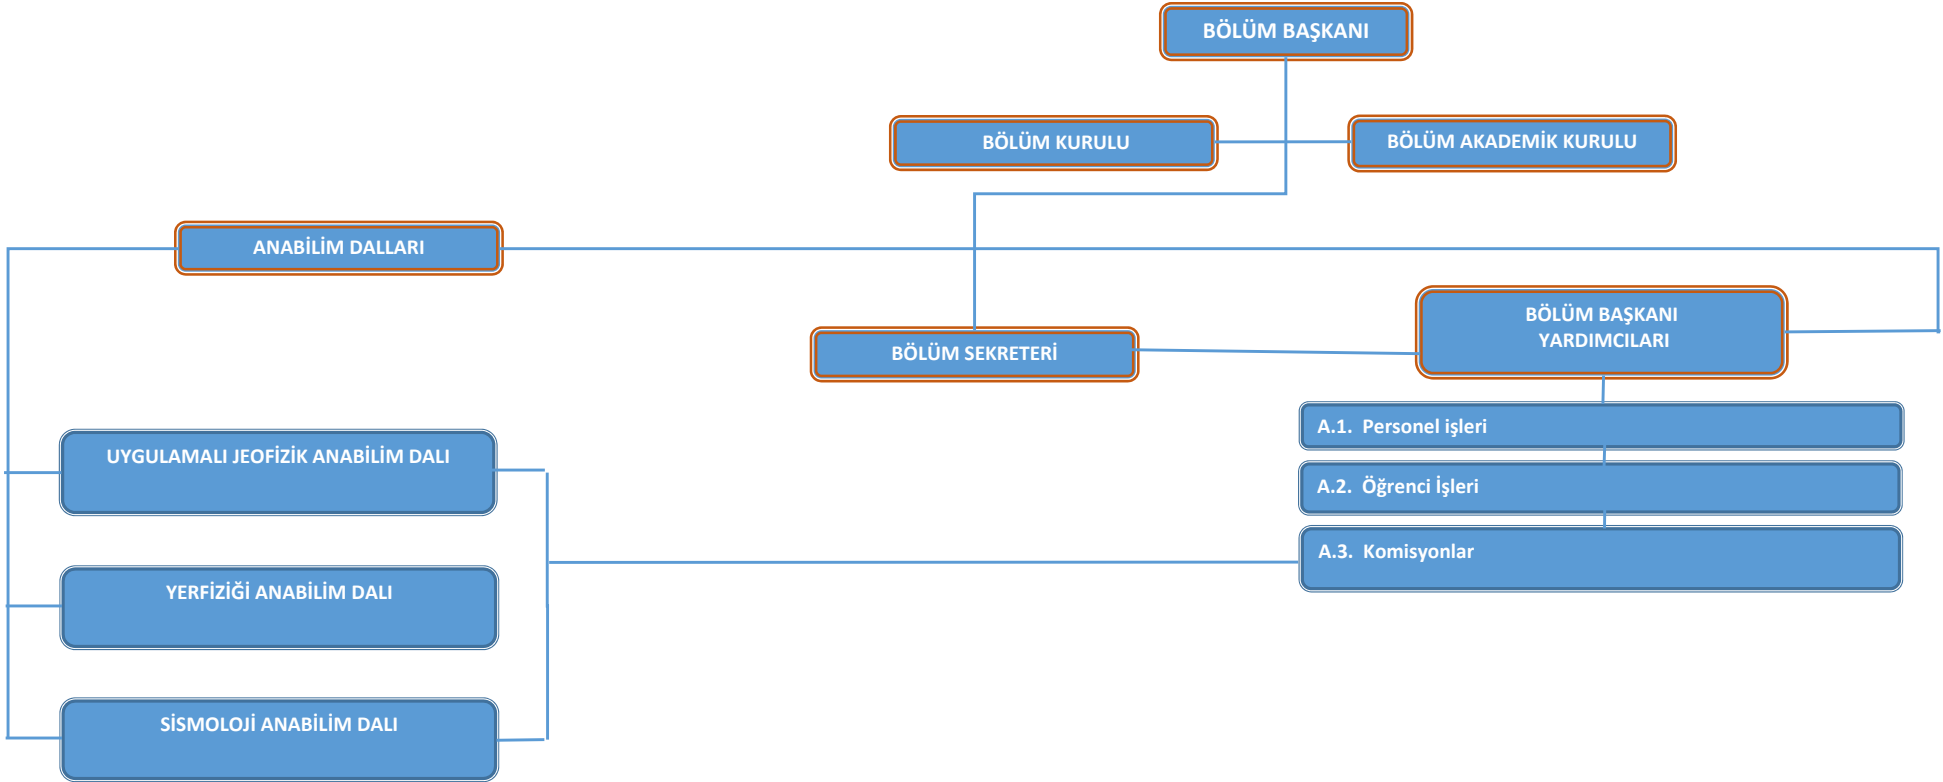 BÖLÜM BAŞKANI
BÖLÜM KURULU
BÖLÜM AKADEMİK KURULU
ANABİLİM DALLARI
BÖLÜM BAŞKANI
YARDIMCILARI
BÖLÜM SEKRETERİ
A.1. Personel işleri
UYGULAMALI JEOFİZİK ANABİLİM DALI
A.2. Öğrenci İşleri
A.3. Komisyonlar
YERFİZİĞİ ANABİLİM DALI
SİSMOLOJİ ANABİLİM DALI